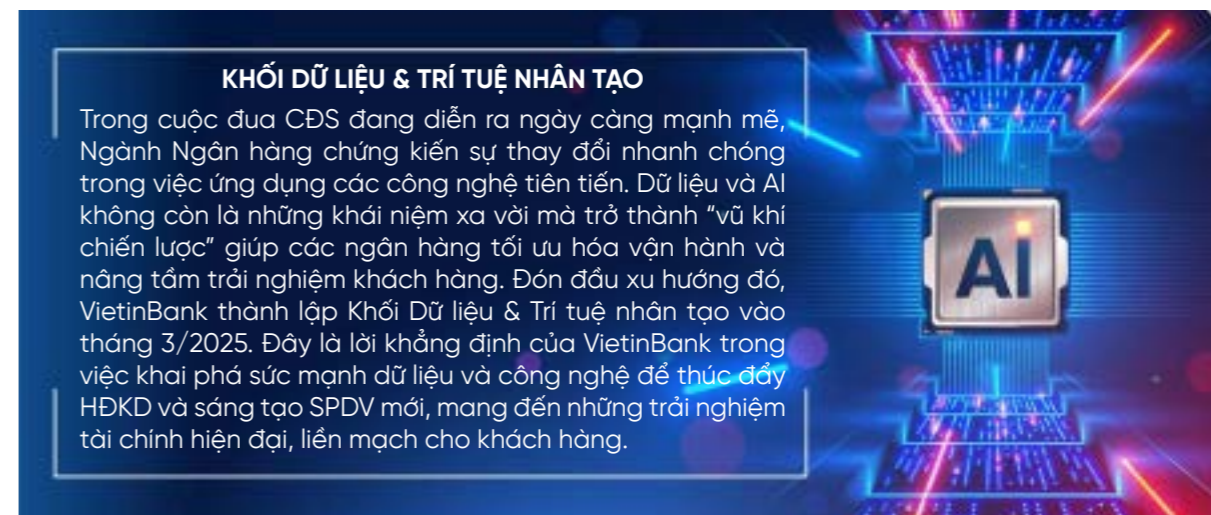 KHỐI DỮ LIỆU & TRÍ TUỆ NHÂN TẠO
Trong cuộc đua CĐS đang diễn ra ngày càng mạnh mẽ,
Ngành Ngân hàng chứng kiến sự thay đổi nhanh chóng
trong việc ứng dụng các công nghệ tiên tiến. Dữ liệu và AI
không còn là những khái niệm xa vời mà trở thành “vũ khí
chiến lược” giúp các ngân hàng tối ưu hóa vận hành và
nâng tầm trải nghiệm khách hàng. Đón đầu xu hướng đó,
VietinBank thành lập Khối Dữ liệu & Trí tuệ nhân tạo vào
tháng 3/2025. Đây là lời khẳng định của VietinBank trong
việc khai phá sức mạnh dữ liệu và công nghệ để thúc đẩy
HĐKD và sáng tạo SPDV mới, mang đến những trải nghiệm
tài chính hiện đại, liền mạch cho khách hàng.
Ai